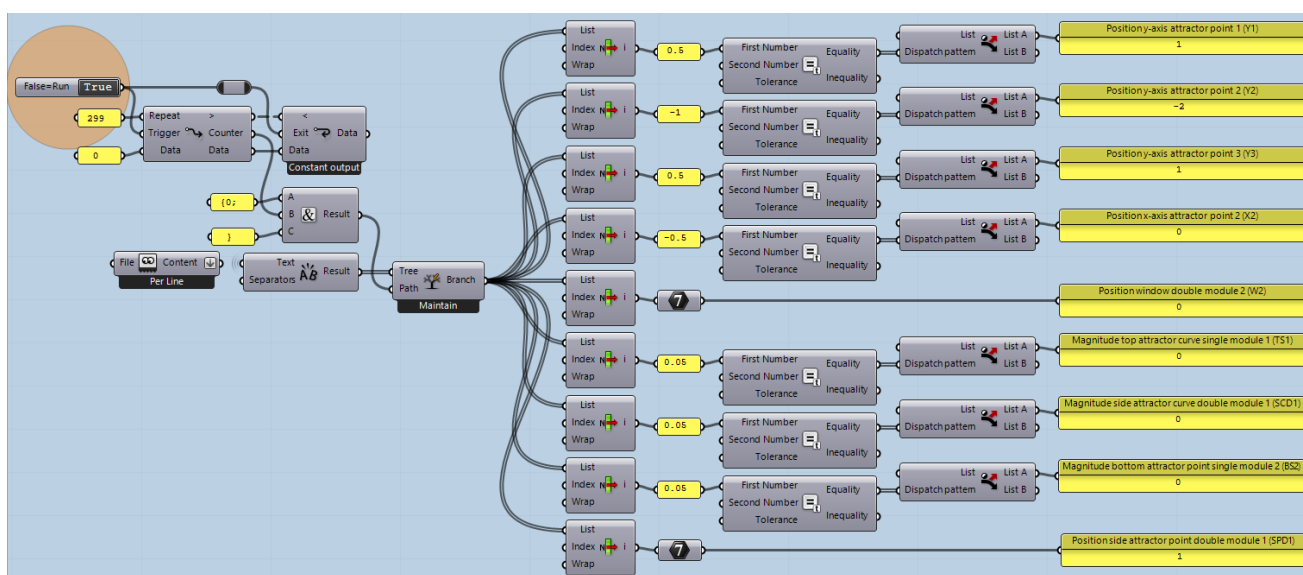 False=Run True
299
0
Repeat >
Trigger Counter
Data Data
<
Exit Data
Data
Constant output
{0;
}
A
B & Result
C
File Content
Per Line
Text Result
Separators AB
Tree Branch
Path
Maintain
List
Index N i
Wrap
0.5
First Number Equality
Second Number =
Tolerance Inequality
List List A
Dispatch pattern List B
Position y-axis attractor point 1 (Y1)
1
List
Index N i
Wrap
-1
First Number Equality
Second Number =
Tolerance Inequality
List List A
Dispatch pattern List B
Position y-axis attractor point 2 (Y2)
-2
List
Index N i
Wrap
0.5
First Number Equality
Second Number =
Tolerance Inequality
List List A
Dispatch pattern List B
Position y-axis attractor point 3 (Y3)
1
List
Index N i
Wrap
-0.5
First Number Equality
Second Number =
Tolerance Inequality
List List A
Dispatch pattern List B
Position x-axis attractor point 2 (X2)
0
List
Index N i
Wrap
7
Position window double module 2 (W2)
0
List
Index N i
Wrap
0.05
First Number Equality
Second Number =
Tolerance Inequality
List List A
Dispatch pattern List B
Magnitude top attractor curve single module 1 (TS1)
0
List
Index N i
Wrap
0.05
First Number Equality
Second Number =
Tolerance Inequality
List List A
Dispatch pattern List B
Magnitude side attractor curve double module 1 (SCD1)
0
List
Index N i
Wrap
0.05
First Number Equality
Second Number =
Tolerance Inequality
List List A
Dispatch pattern List B
Magnitude bottom attractor point single module 2 (BS2)
0
List
Index N i
Wrap
7
Position side attractor point double module 1 (SPD1)
1